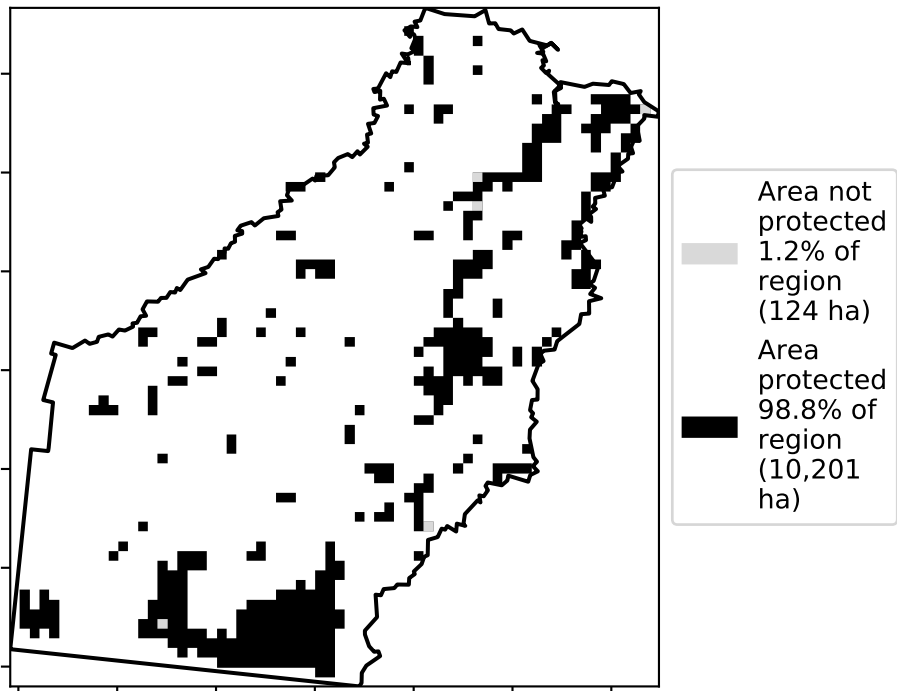 Area not
protected
1.2% of
region
(124 ha)
Area
protected
98.8% of
region
(10,201
ha)